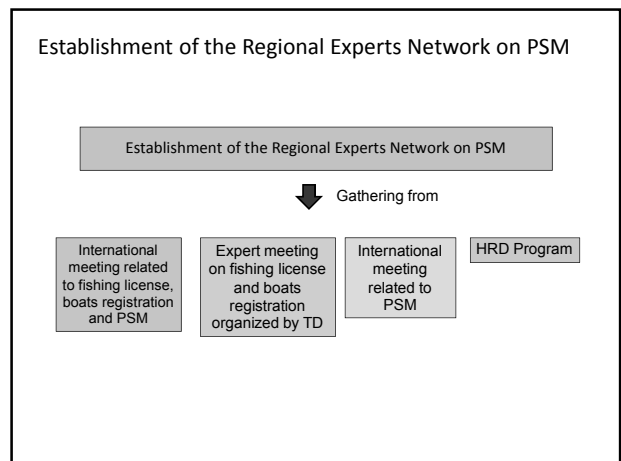 Establishment of the Regional Experts Network on PSM
Establishment of the Regional Experts Network on PSM
Gathering from
International
meeting related
to fishing license,
boats registration
and PSM
Expert meeting
on fishing license
and boats
registration
organized by TD
International
meeting
related to
PSM
HRD Program